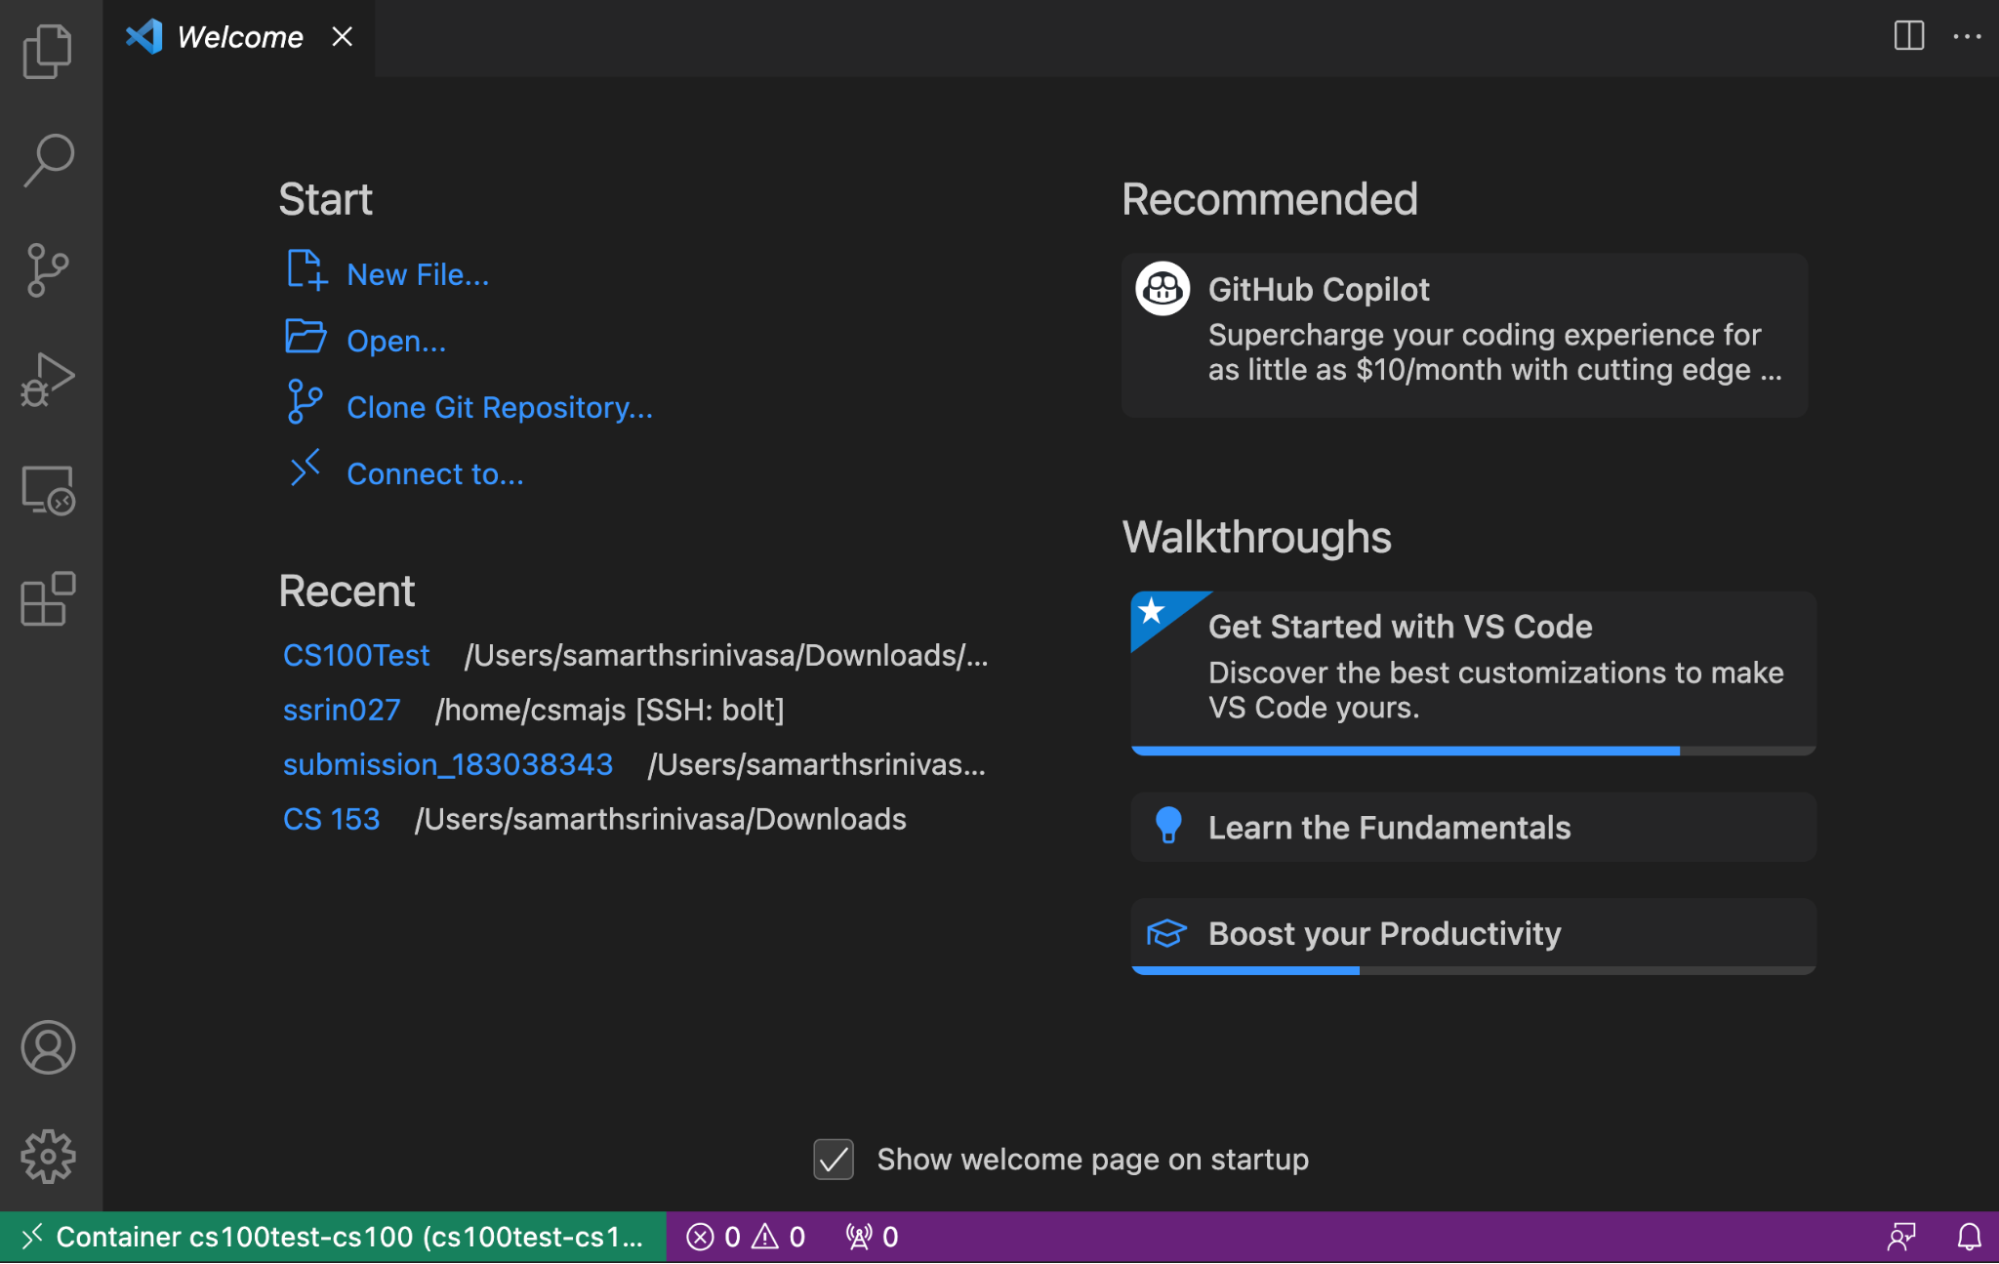 Welcome
Start
New File...
Open...
Clone Git Repository...
Connect to...
Recent
CS100Test /Users/samarthsrinivasa/Downloads/...
ssrin027 /home/csmajs [SSH: bolt]
submission_183038343 /Users/samarthsrinivas...
CS 153 /Users/samarthsrinivasa/Downloads
Recommended
GitHub Copilot
Supercharge your coding experience for
as little as $10/month with cutting edge ...
Walkthroughs
Get Started with VS Code
Discover the best customizations to make
VS Code yours.
Learn the Fundamentals
Boost your Productivity
Show welcome page on startup
Container cs100test-cs100 (cs100test-cs1... 0 0 0